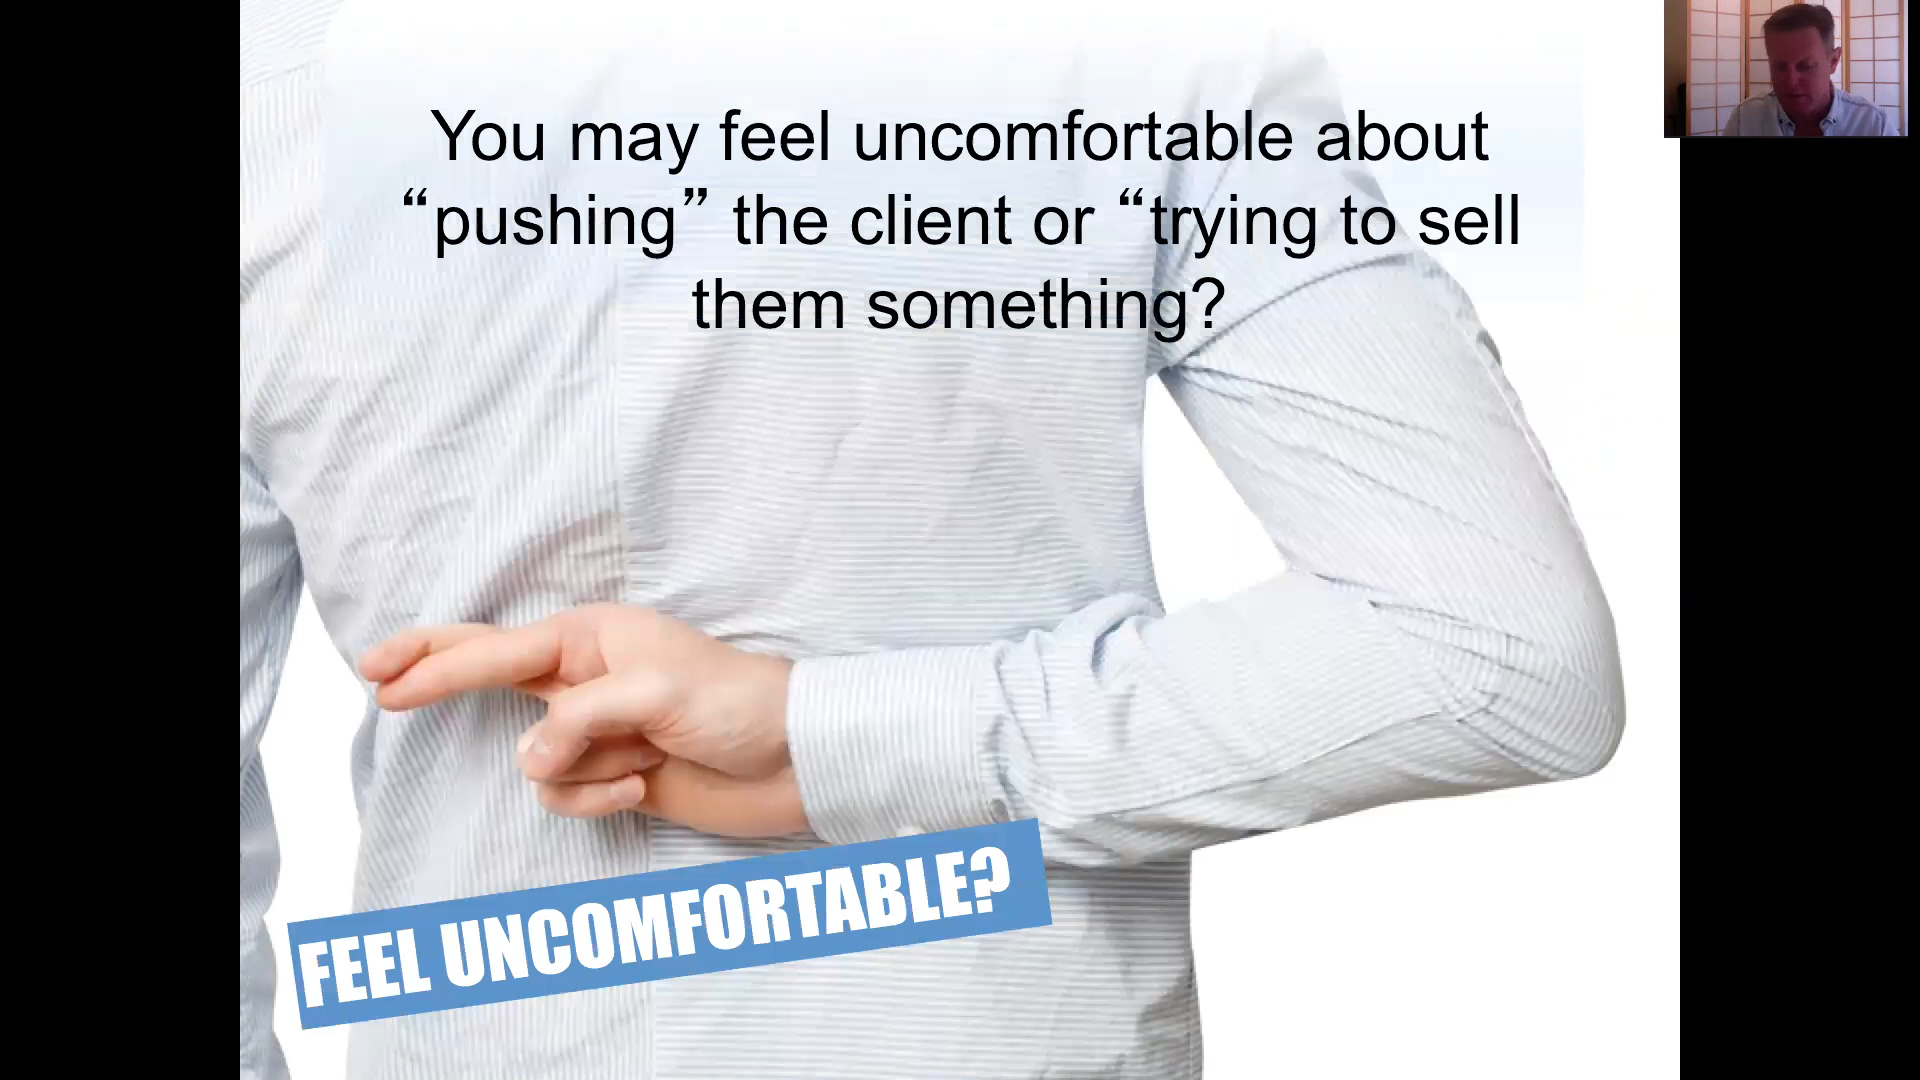 You may feel uncomfortable about
“pushing” the client or “trying to sell
them something?
FEEL UNCOMFORTABLE?